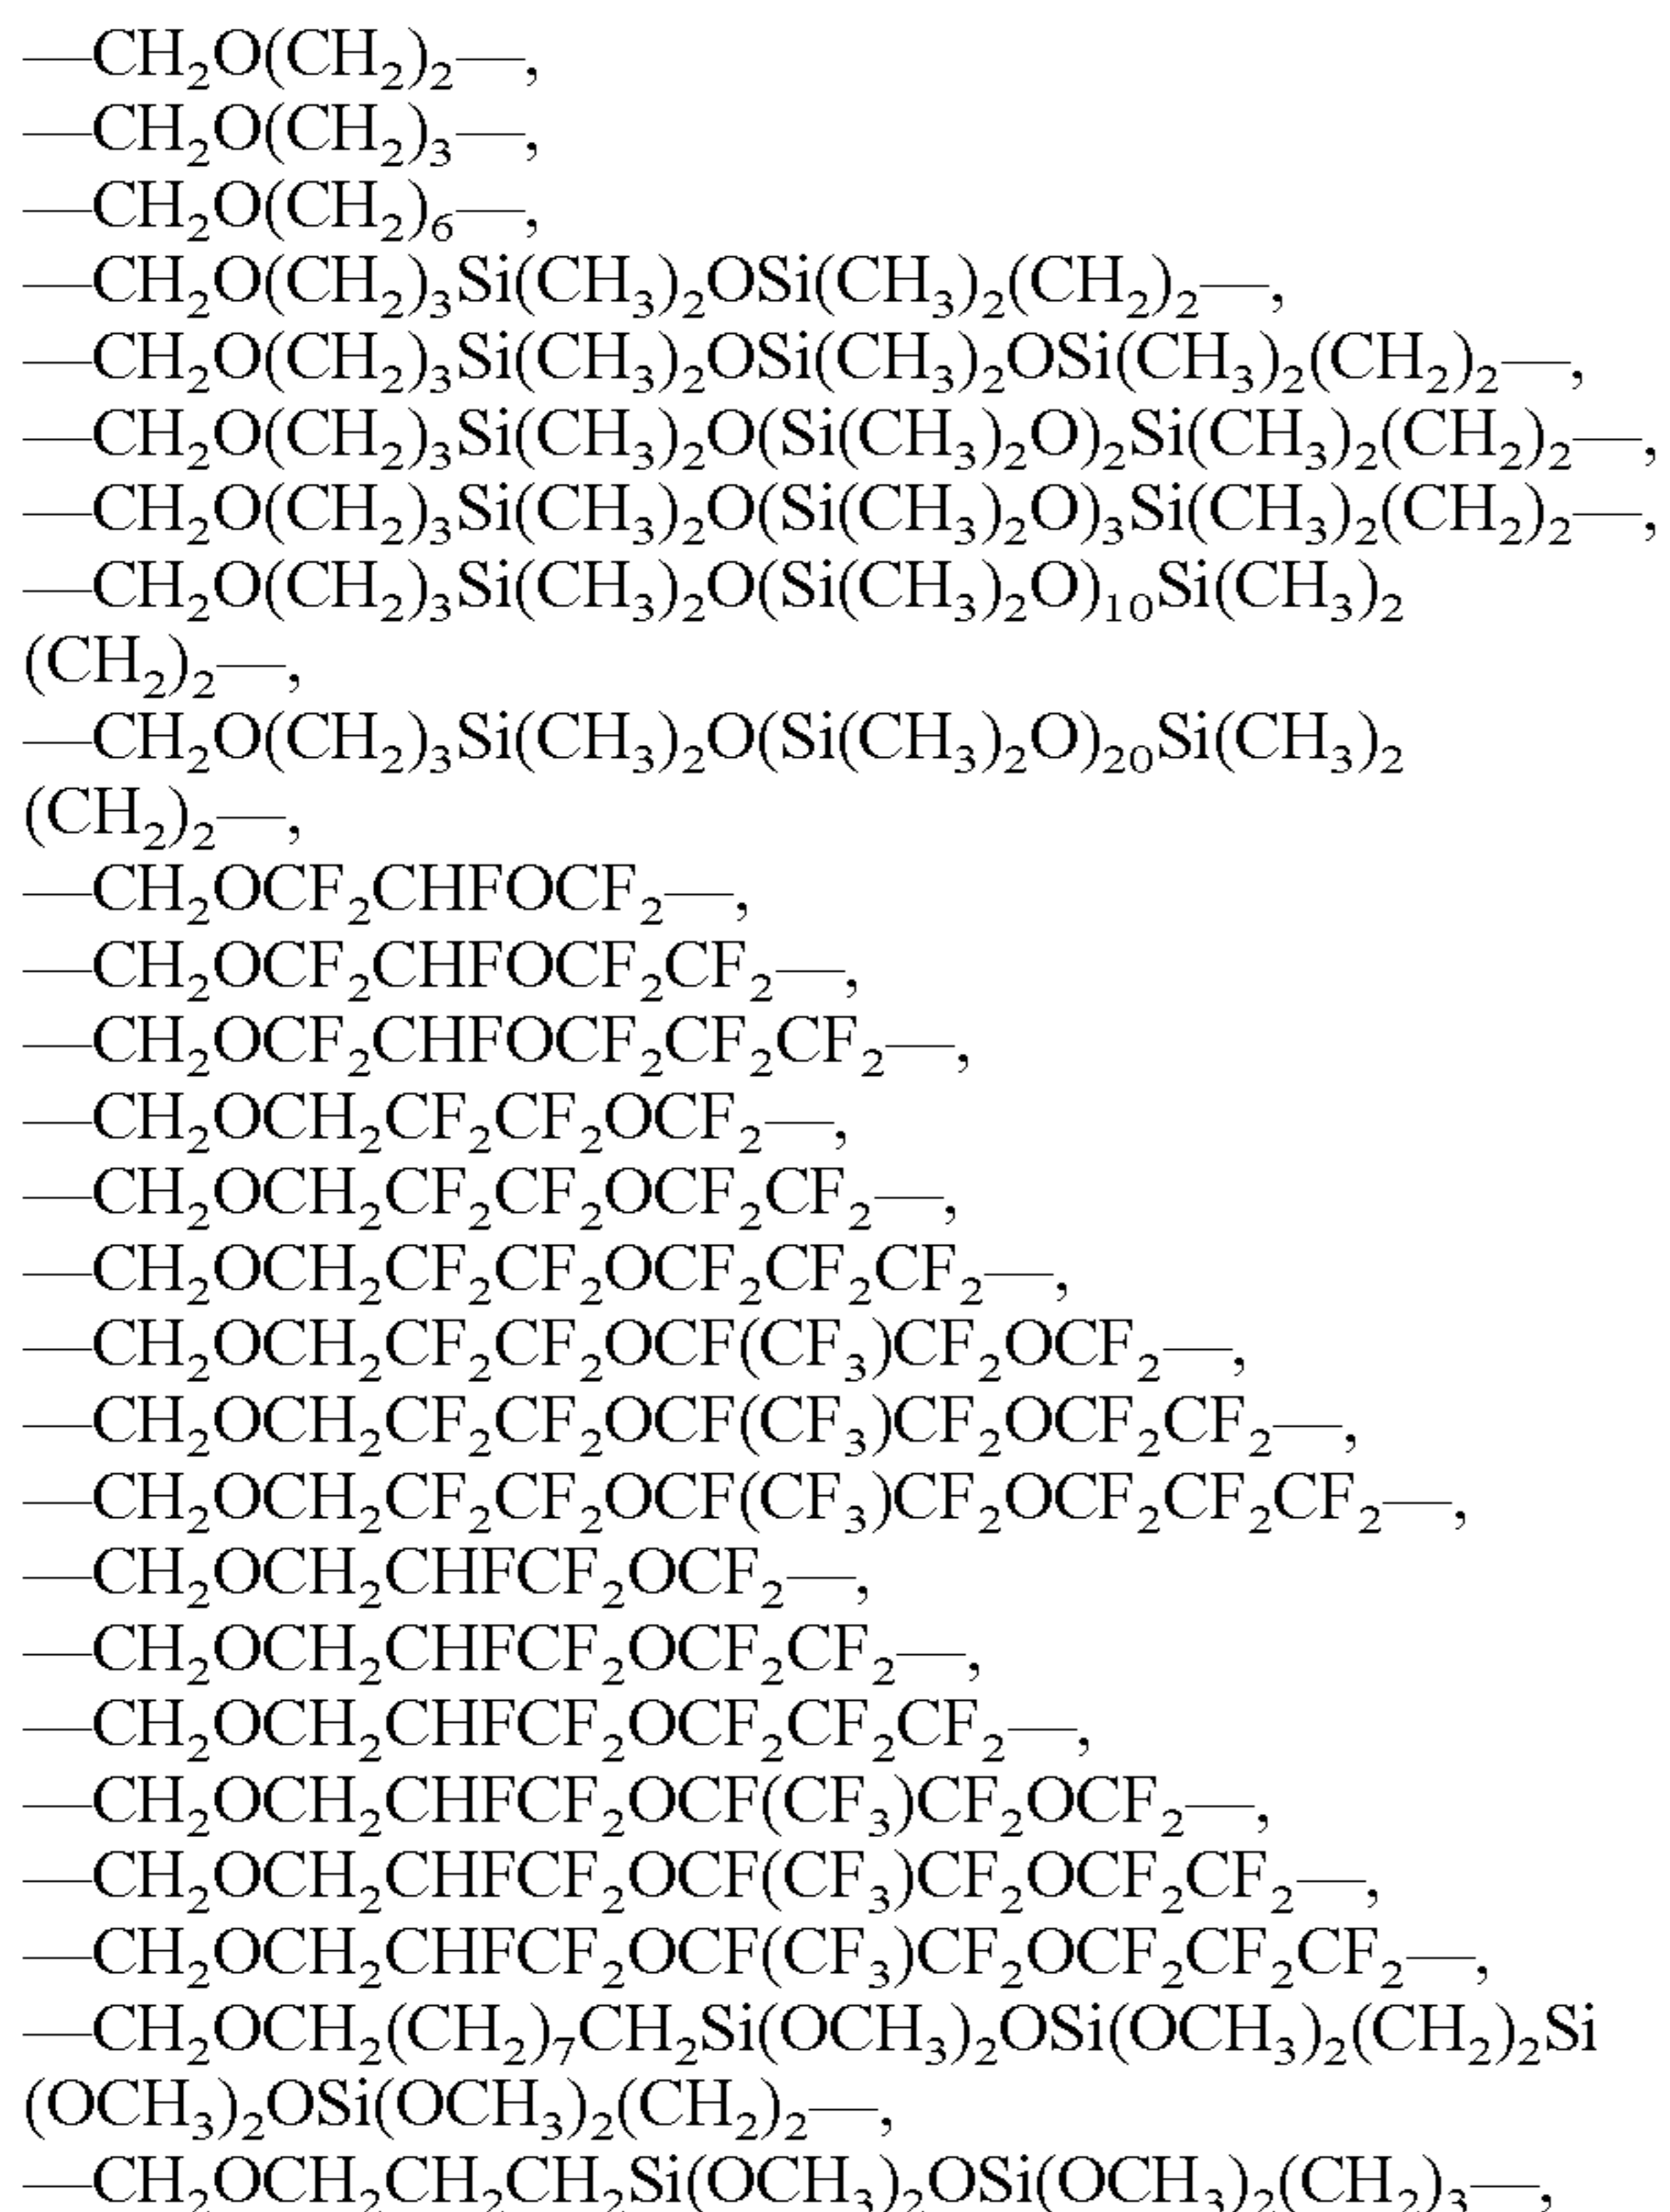 —CH₂O(CH₂)₂—,
—CH₂O(CH₂)₃—,
—CH₂O(CH₂)₆—,
—CH₂O(CH₂)₃Si(CH₃)₂OSi(CH₃)₂(CH₂)₂—,
—CH₂O(CH₂)₃Si(CH₃)₂OSi(CH₃)₂OSi(CH₃)₂(CH₂)₂—,
—CH₂O(CH₂)₃Si(CH₃)₂O(Si(CH₃)₂O)₂Si(CH₃)₂(CH₂)₂—,
—CH₂O(CH₂)₃Si(CH₃)₂O(Si(CH₃)₂O)₃Si(CH₃)₂(CH₂)₂—,
—CH₂O(CH₂)₃Si(CH₃)₂O(Si(CH₃)₂O)₁₀Si(CH₃)₂
(CH₂)₂—,
—CH₂O(CH₂)₃Si(CH₃)₂O(Si(CH₃)₂O)₂₀Si(CH₃)₂
(CH₂)₂—,
—CH₂OCF₂CHFOCF₂—,
—CH₂OCF₂CHFOCF₂CF₂—,
—CH₂OCF₂CHFOCF₂CF₂CF₂—,
—CH₂OCH₂CF₂CF₂OCF₂—,
—CH₂OCH₂CF₂CF₂OCF₂CF₂—,
—CH₂OCH₂CF₂CF₂OCF₂CF₂CF₂—,
—CH₂OCH₂CF₂CF₂OCF(CF₃)CF₂OCF₂—,
—CH₂OCH₂CF₂CF₂OCF(CF₃)CF₂OCF₂CF₂—,
—CH₂OCH₂CF₂CF₂OCF(CF₃)CF₂OCF₂CF₂CF₂—,
—CH₂OCH₂CHFCF₂OCF₂—,
—CH₂OCH₂CHFCF₂OCF₂CF₂—,
—CH₂OCH₂CHFCF₂OCF₂CF₂CF₂—,
—CH₂OCH₂CHFCF₂OCF(CF₃)CF₂OCF₂—,
—CH₂OCH₂CHFCF₂OCF(CF₃)CF₂OCF₂CF₂—,
—CH₂OCH₂CHFCF₂OCF(CF₃)CF₂OCF₂CF₂CF₂—,
—CH₂OCH₂(CH₂)₇CH₂Si(OCH₃)₂OSi(OCH₃)₂(CH₂)₂Si
(OCH₃)₂OSi(OCH₃)₂(CH₂)₂—,
—CH₂OCH₂CH₂CH₂Si(OCH₃)₂OSi(OCH₃)₂(CH₂)₃—,